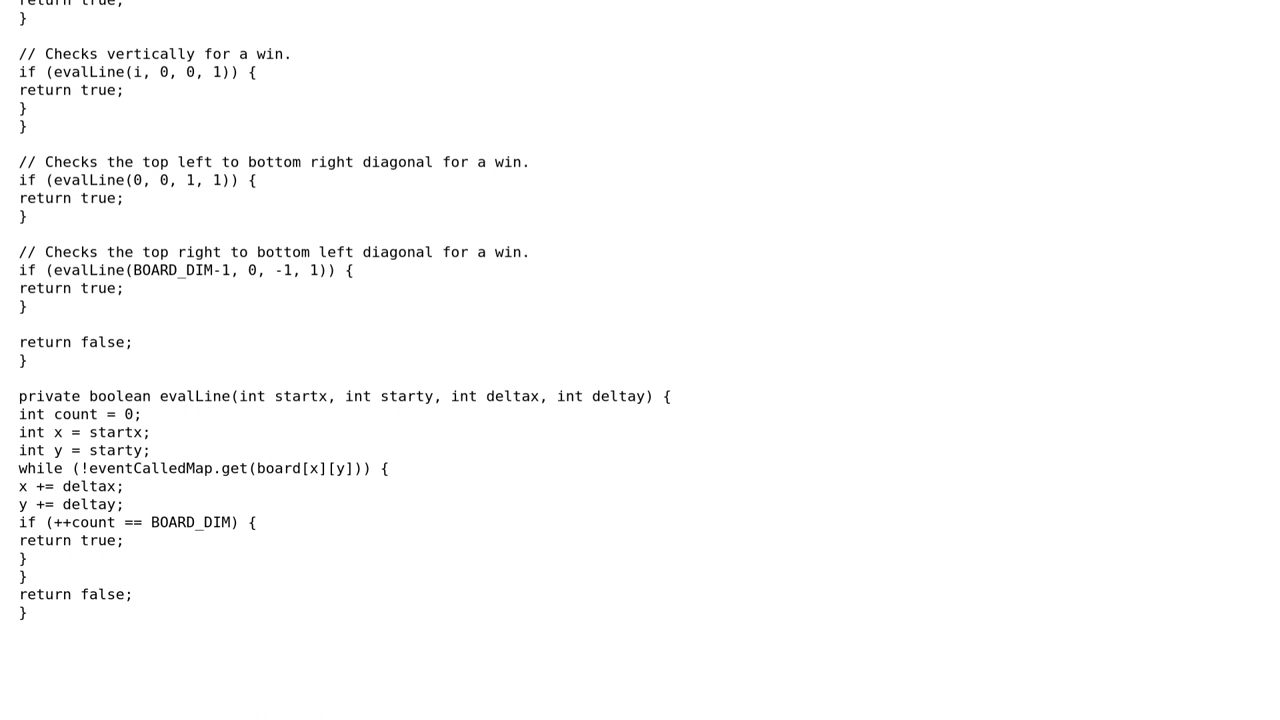 return true;
}

// Checks vertically for a win.
if (evalLine(i, 0, 0, 1)) {
return true;
}
}

// Checks the top left to bottom right diagonal for a win.
if (evalLine(0, 0, 1, 1)) {
return true;
}

// Checks the top right to bottom left diagonal for a win.
if (evalLine(BOARD_DIM-1, 0, -1, 1)) {
return true;
}

return false;
}

private boolean evalLine(int startx, int starty, int deltax, int deltay) {
int count = 0;
int x = startx;
int y = starty;
while (!eventCalledMap.get(board[x][y])) {
x += deltax;
y += deltay;
if (++count == BOARD_DIM) {
return true;
}
}
return false;
}